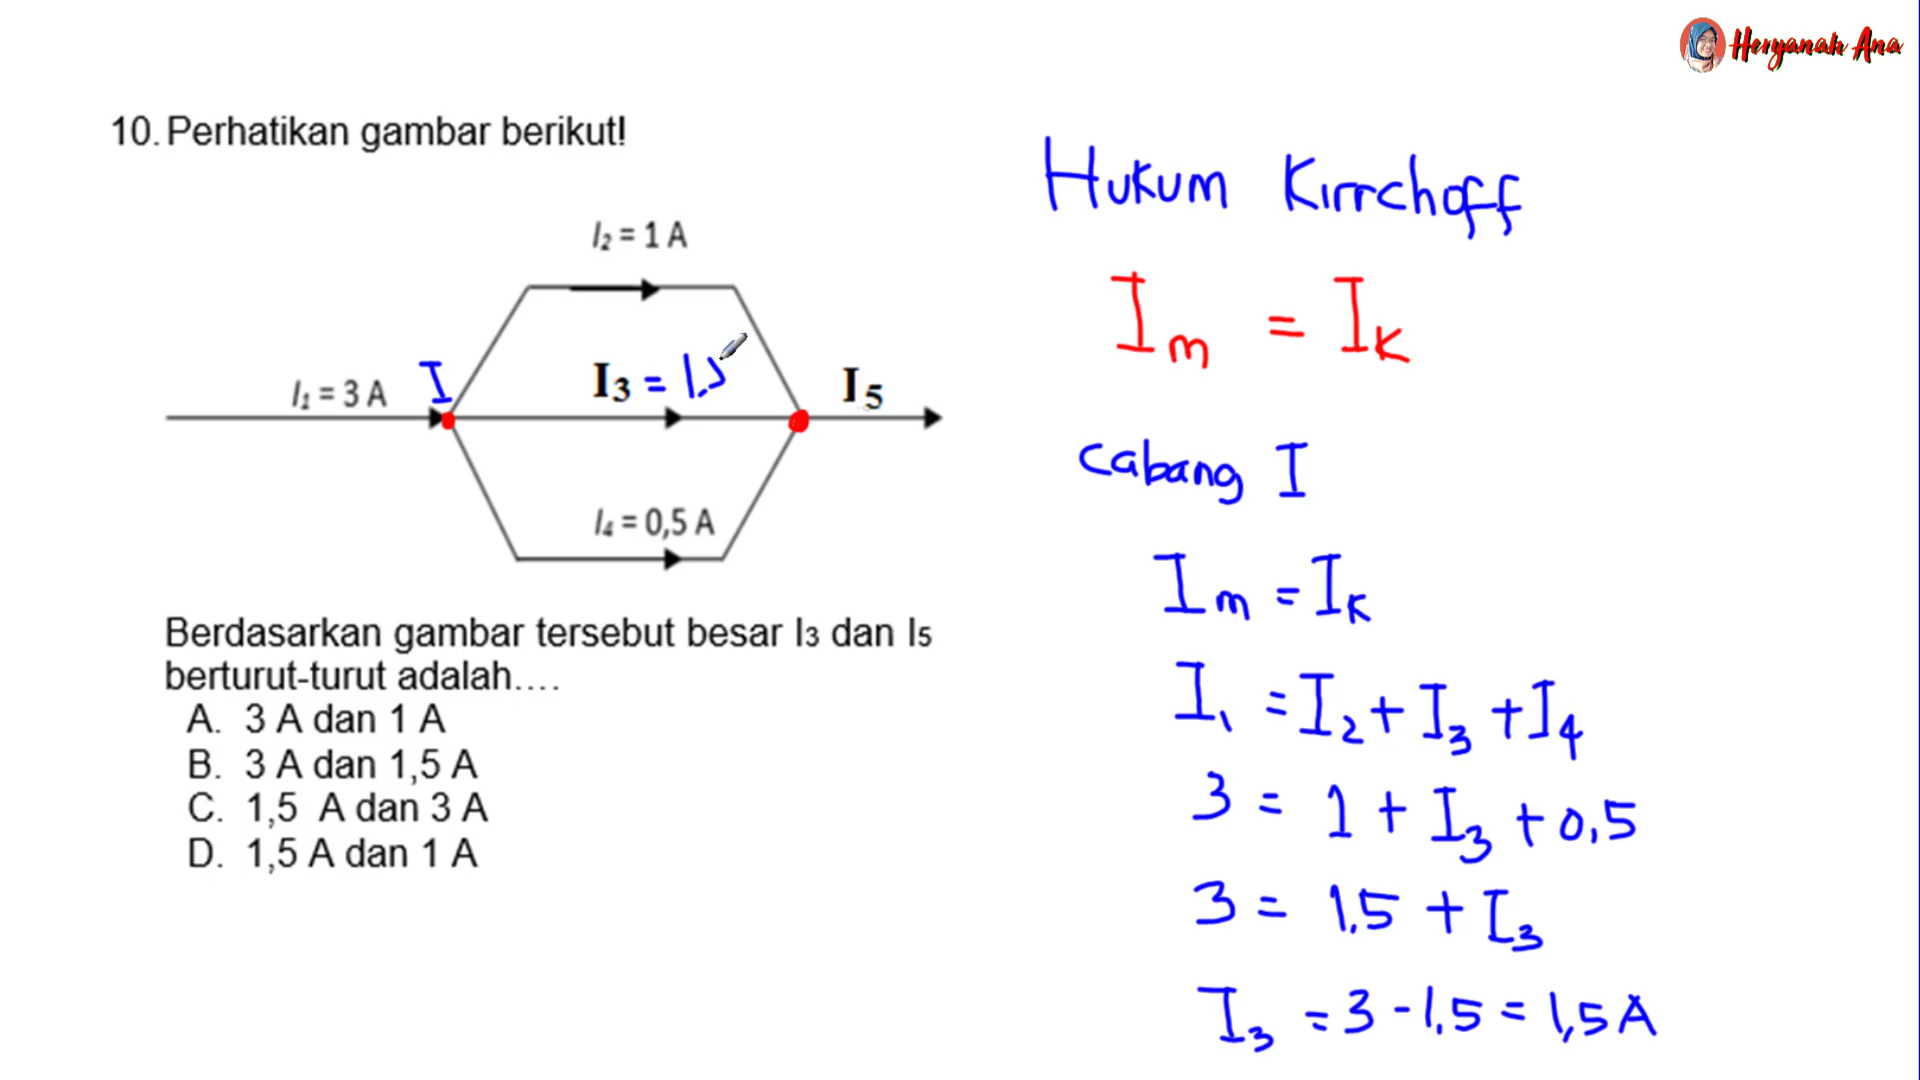 Heryanah Ana
10. Perhatikan gambar berikut!
I2 = 1 A
I1 = 3 A
I
I3 = 1.5
I5
I4 = 0,5 A
Berdasarkan gambar tersebut besar I3 dan I5
berturut-turut adalah....
A. 3 A dan 1 A
B. 3 A dan 1,5 A
C. 1,5 A dan 3 A
D. 1,5 A dan 1 A
Hukum Kirrchoff
Im = Ik
Cabang I
Im = Ik
I1 = I2 + I3 + I4
3 = 1 + I3 + 0,5
3 = 1.5 + I3
I3 = 3 - 1.5 = 1,5 A